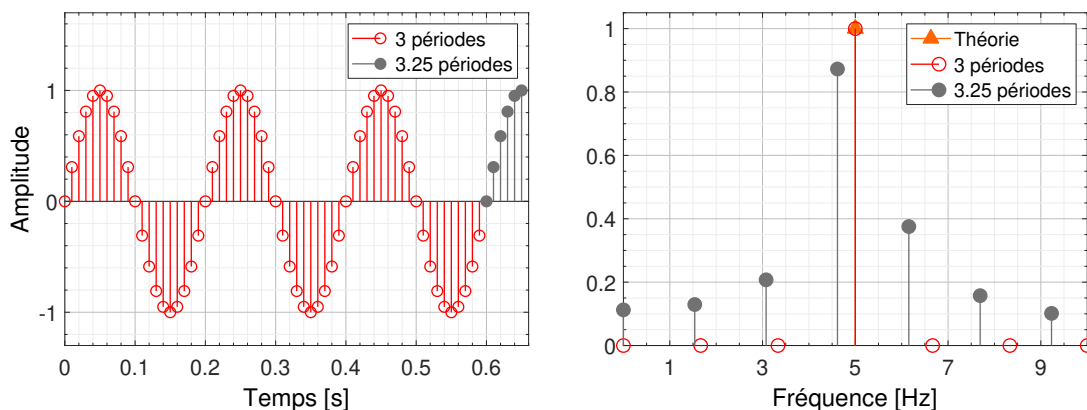 3 périodes
3.25 périodes
1
0
-1
Amplitude
0
0.1
0.2
0.3
0.4
0.5
0.6
Temps [s]
Théorie
3 périodes
3.25 périodes
1
0.8
0.6
0.4
0.2
0
1
3
5
7
9
Fréquence [Hz]